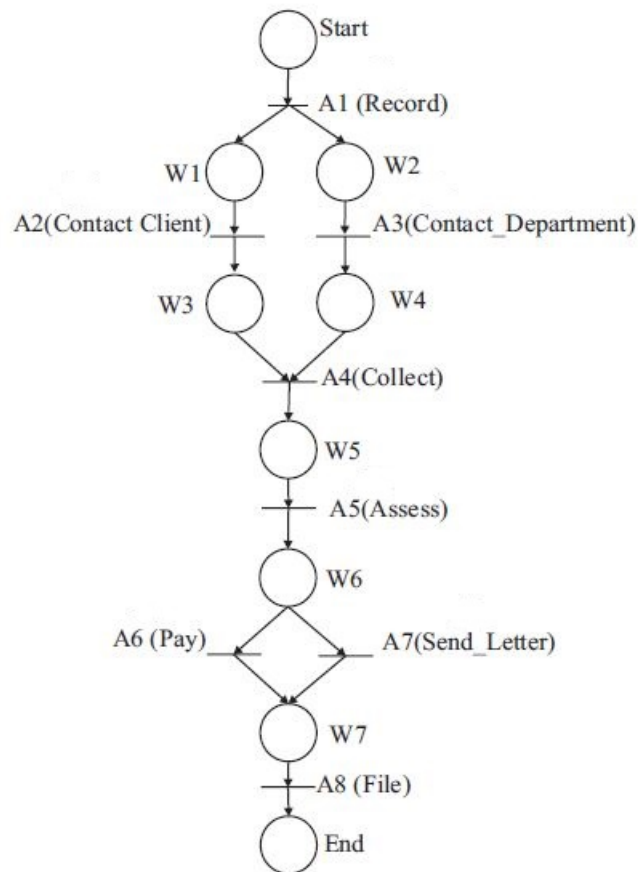 Start
A1 (Record)
W1
W2
A2(Contact Client)
A3(Contact_Department)
W3
W4
A4(Collect)
W5
A5(Assess)
W6
A6 (Pay)
A7(Send_Letter)
W7
A8 (File)
End